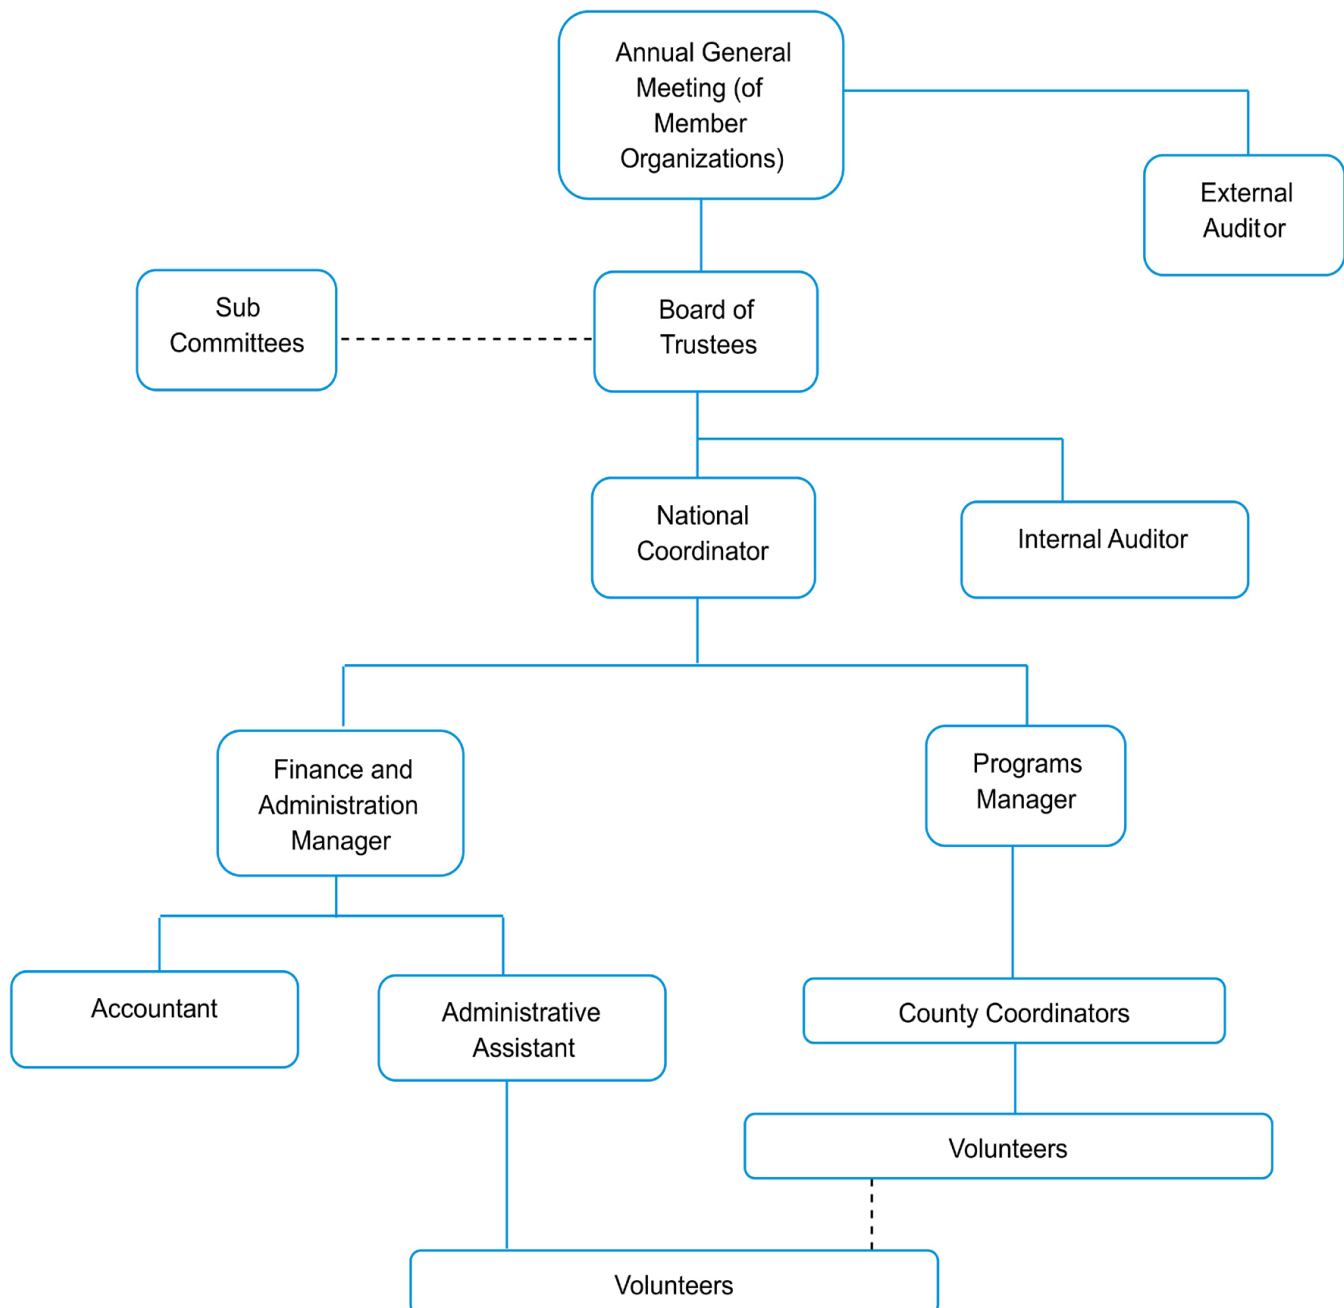 Annual General
Meeting (of
Member
Organizations)
External
Auditor
Sub
Committees
Board of
Trustees
National
Coordinator
Internal Auditor
Finance and
Administration
Manager
Programs
Manager
Accountant
Administrative
Assistant
County Coordinators
Volunteers
Volunteers